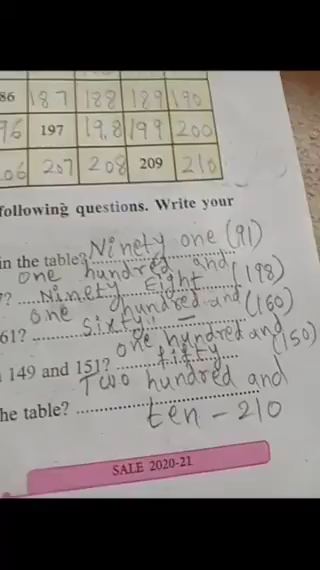 86 187 188 189 190
96 197 198 199 200
06 207 208 209 210
following questions. Write your
in the table? Ninety one (91)
one hundred and
?? Ninety Eight (198)
one hundred and
61? sixty - (160)
one hundred and
149 and 151? fifty (150)
Two hundred and
he table? ten - 210
SALE 2020-21